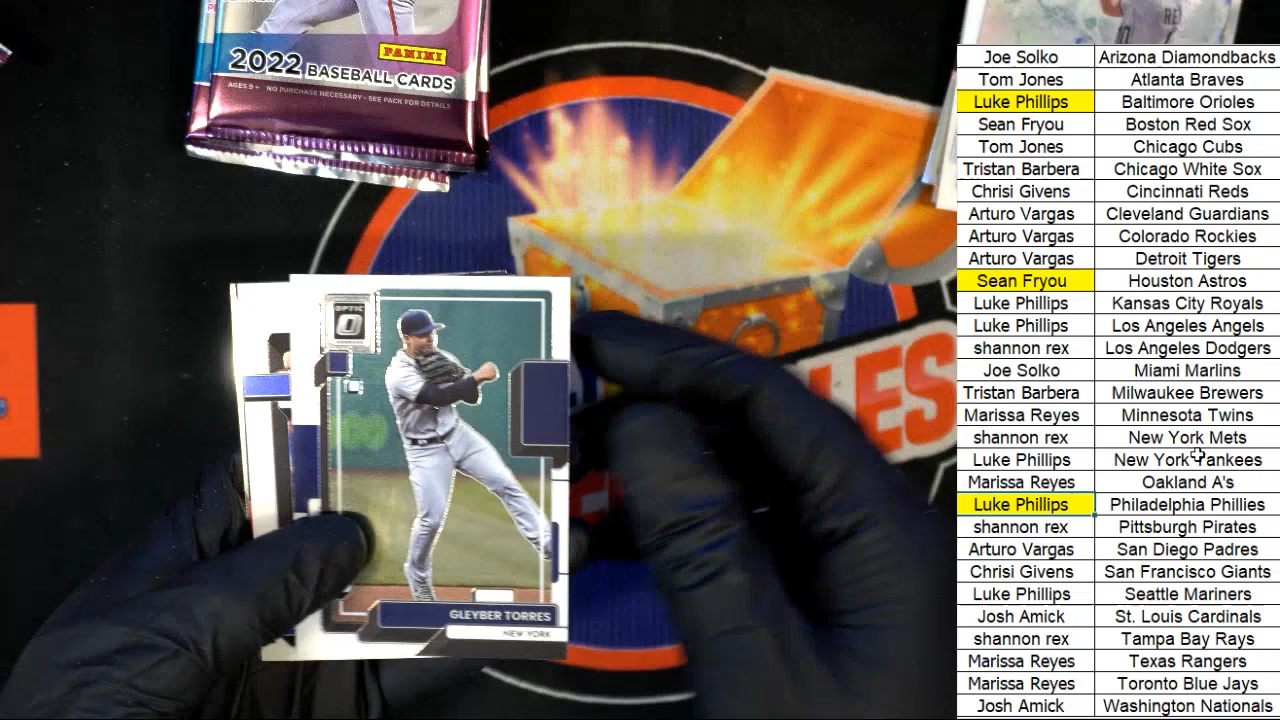 PANINI
2022 BASEBALL CARDS
AGES 9+ NO PURCHASE NECESSARY - SEE PACK FOR DETAILS
OPTIC
GLEYBER TORRES
NEW YORK
LES
Joe Solko Arizona Diamondbacks
Tom Jones Atlanta Braves
Luke Phillips Baltimore Orioles
Sean Fryou Boston Red Sox
Tom Jones Chicago Cubs
Tristan Barbera Chicago White Sox
Chrisi Givens Cincinnati Reds
Arturo Vargas Cleveland Guardians
Arturo Vargas Colorado Rockies
Arturo Vargas Detroit Tigers
Sean Fryou Houston Astros
Luke Phillips Kansas City Royals
Luke Phillips Los Angeles Angels
shannon rex Los Angeles Dodgers
Joe Solko Miami Marlins
Tristan Barbera Milwaukee Brewers
Marissa Reyes Minnesota Twins
shannon rex New York Mets
Luke Phillips New York Yankees
Marissa Reyes Oakland A's
Luke Phillips Philadelphia Phillies
shannon rex Pittsburgh Pirates
Arturo Vargas San Diego Padres
Chrisi Givens San Francisco Giants
Luke Phillips Seattle Mariners
Josh Amick St. Louis Cardinals
shannon rex Tampa Bay Rays
Marissa Reyes Texas Rangers
Marissa Reyes Toronto Blue Jays
Josh Amick Washington Nationals